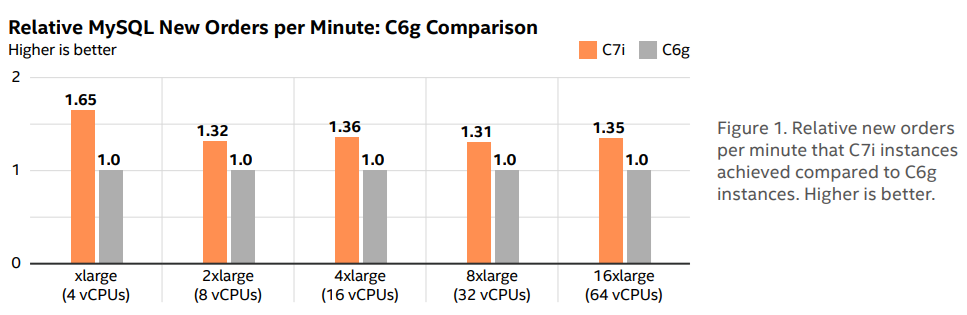 Relative MySQL New Orders per Minute: C6g Comparison
Higher is better
C7i
C6g
2
1
0
1.65
1.0
1.32
1.0
1.36
1.0
1.31
1.0
1.35
1.0
xlarge
(4 vCPUs)
2xlarge
(8 vCPUs)
4xlarge
(16 vCPUs)
8xlarge
(32 vCPUs)
16xlarge
(64 vCPUs)
Figure 1. Relative new orders
per minute that C7i instances
achieved compared to C6g
instances. Higher is better.